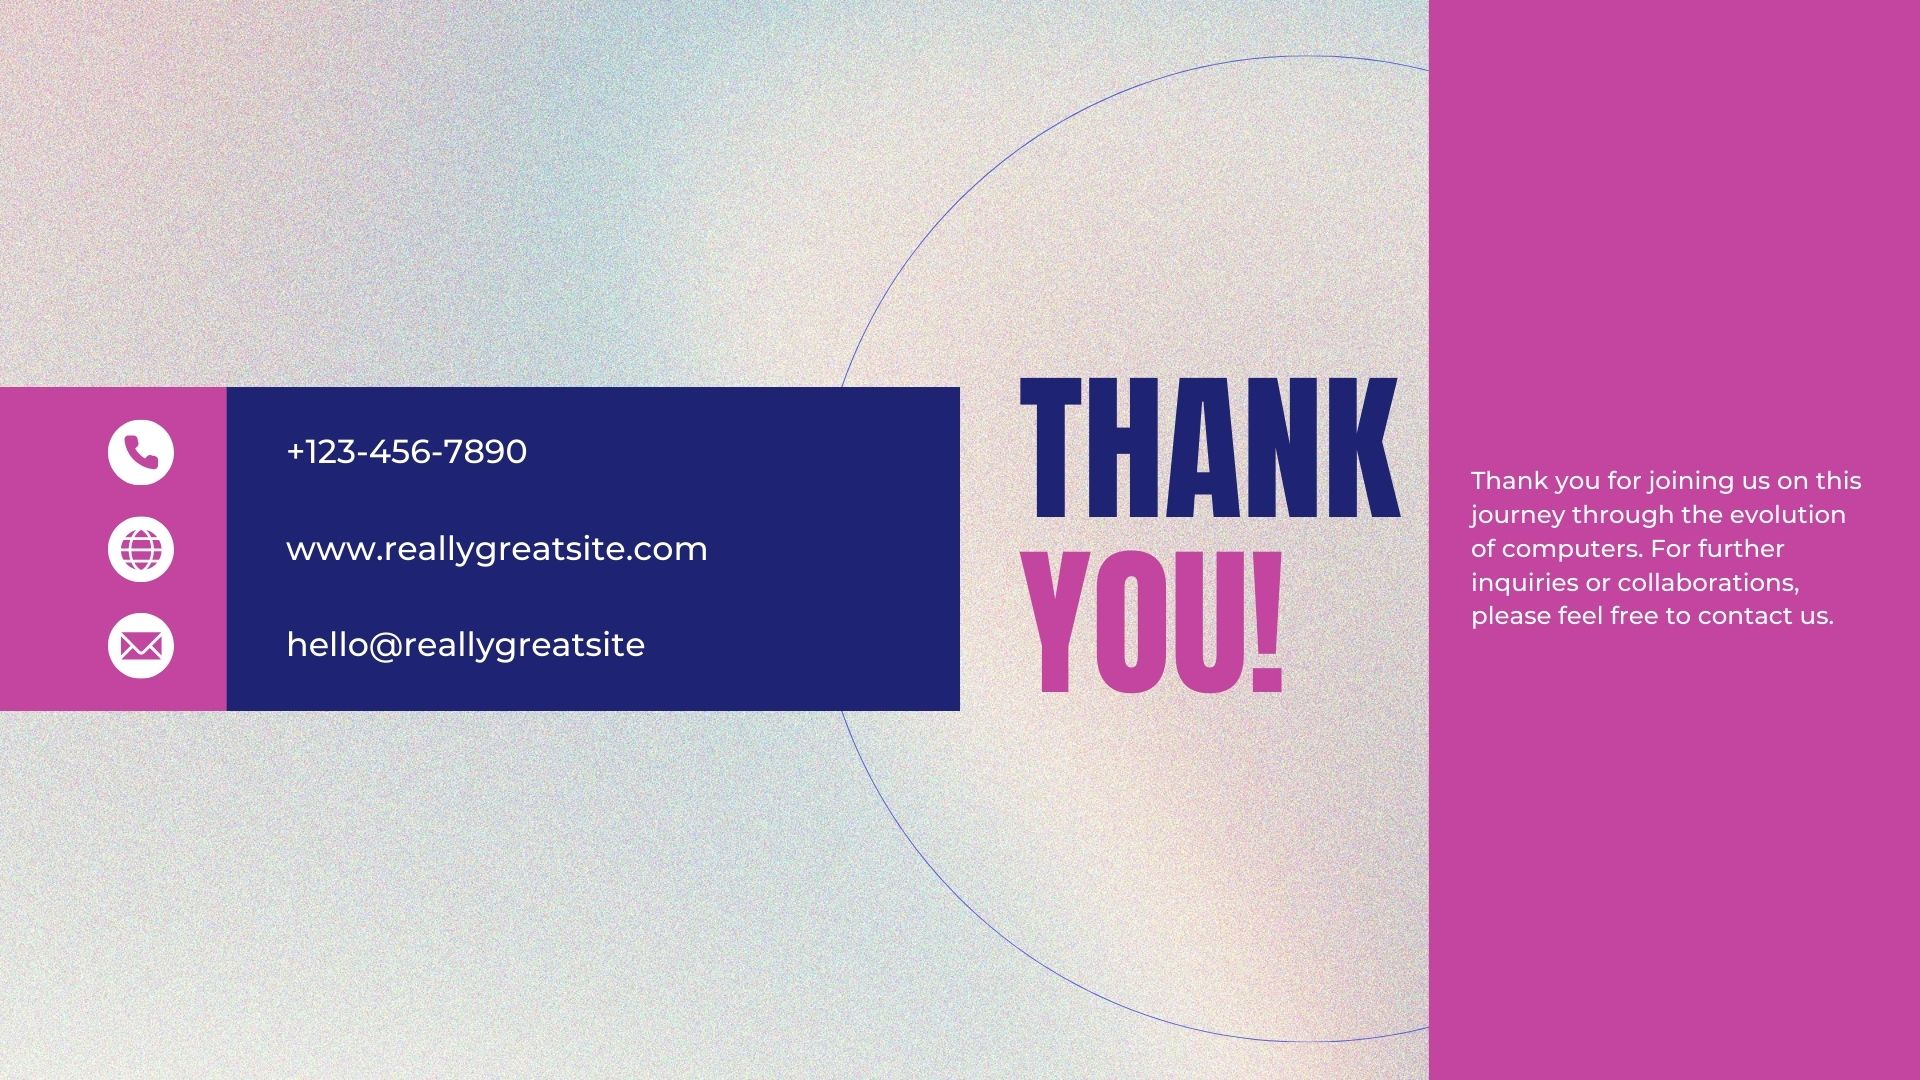 +123-456-7890
www.reallygreatsite.com
hello@reallygreatsite
THANK
YOU!
Thank you for joining us on this
journey through the evolution
of computers. For further
inquiries or collaborations,
please feel free to contact us.